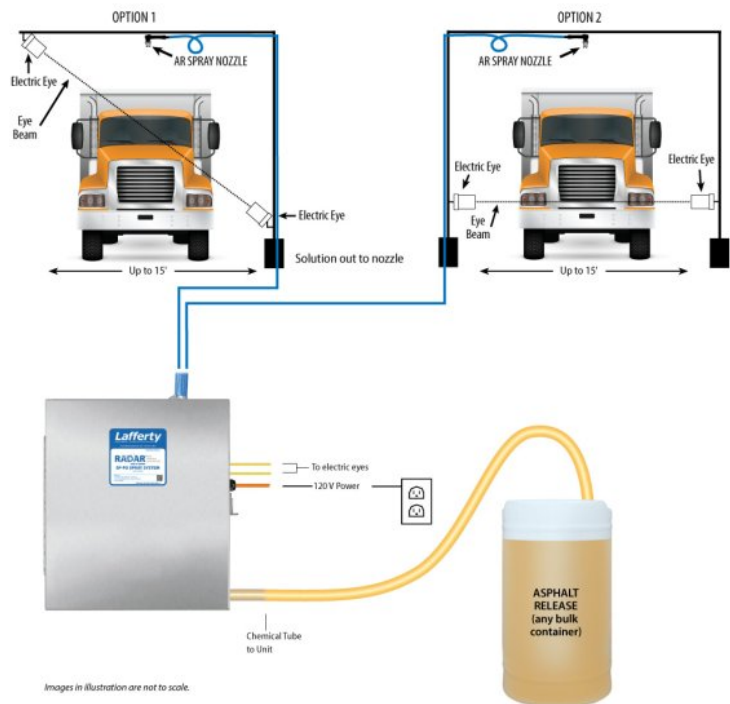 OPTION 1
AR SPRAY NOZZLE
Electric Eye
Eye
Beam
Electric Eye
Up to 15'
Solution out to nozzle
OPTION 2
AR SPRAY NOZZLE
Electric Eye
Electric Eye
Eye
Beam
Up to 15'
Lafferty
RADAR
To electric eyes
120 V Power
Chemical Tube
to Unit
ASPHALT
RELEASE
(any bulk
container)
Images in illustration are not to scale.